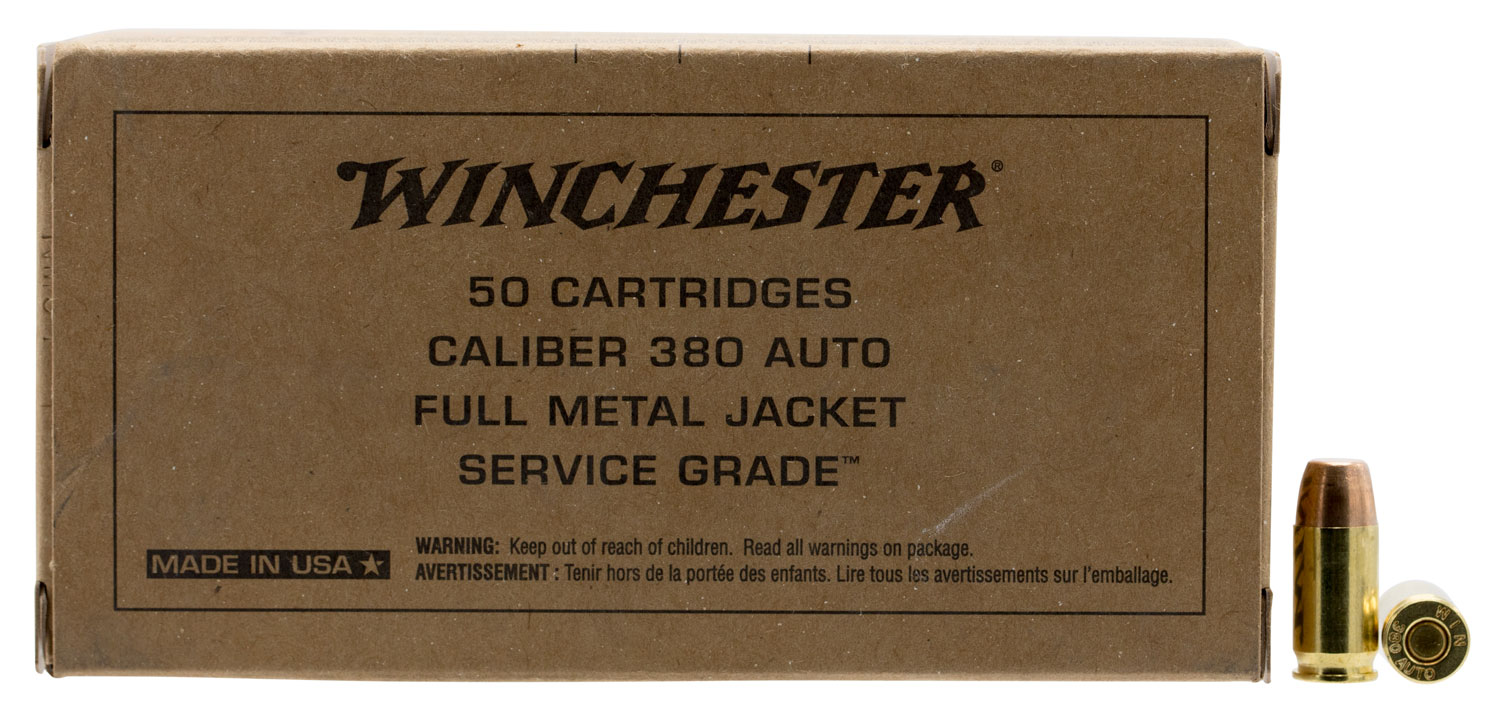 WINCHESTER®
50 CARTRIDGES
CALIBER 380 AUTO
FULL METAL JACKET
SERVICE GRADE™
MADE IN USA ★
WARNING: Keep out of reach of children. Read all warnings on package.
AVERTISSEMENT : Tenir hors de la portée des enfants. Lire tous les avertissements sur l'emballage.
WIN
380 AUTO